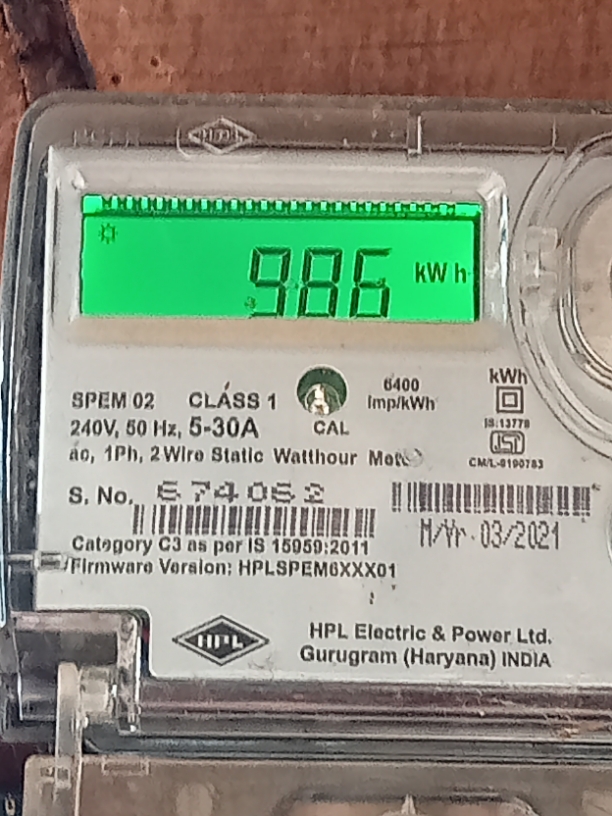 HPL
986 kWh
SPEM 02 CLASS 1
6400
Imp/kWh
kWh
240V, 50 Hz, 5-30A
CAL
IS:13779
ac, 1Ph, 2 Wire Static Watthour Meter
CM/L-8190783
S. No. 674062
M/Yr 03/2021
Category C3 as per IS 15959:2011
Firmware Version: HPLSPEM6XXX01
HPL
HPL Electric & Power Ltd.
Gurugram (Haryana) INDIA